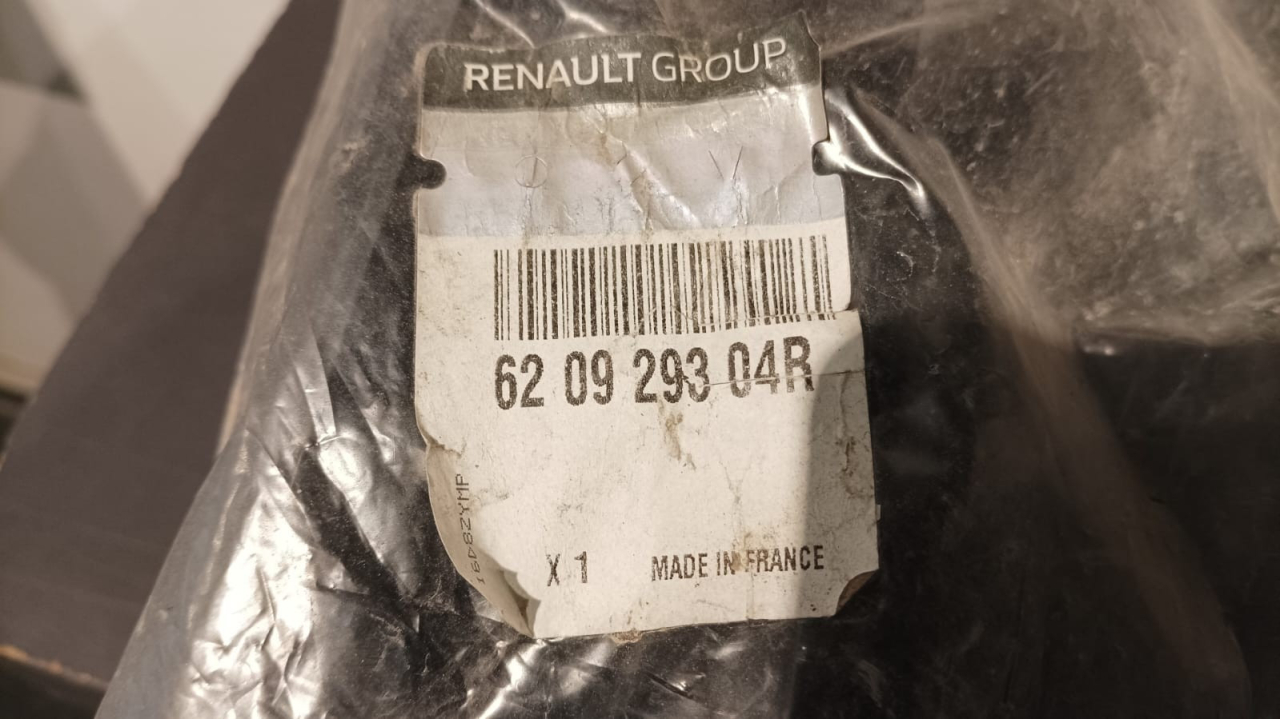 RENAULT GROUP
62 09 293 04R
X 1 MADE IN FRANCE